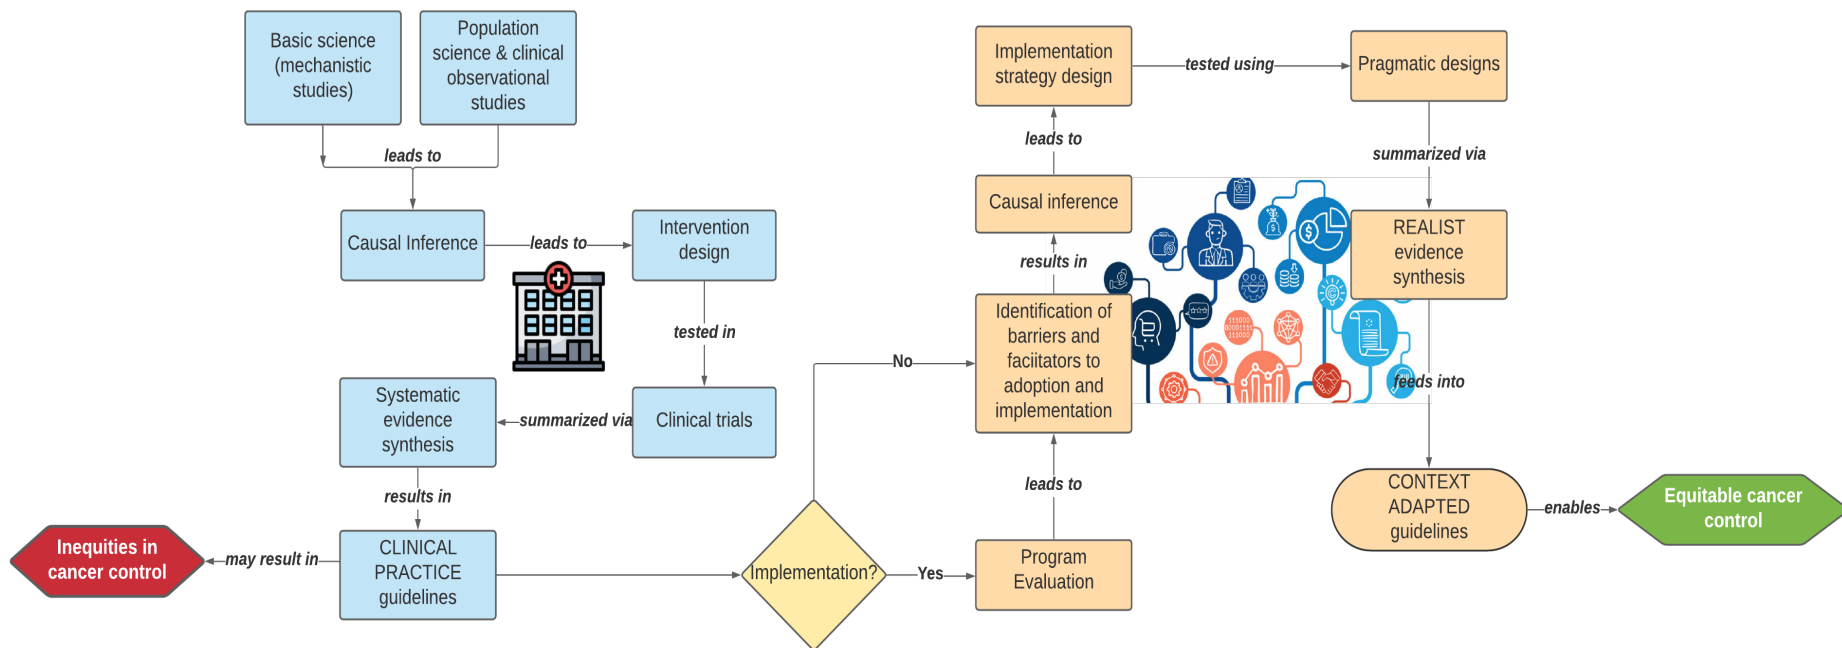 Basic science
(mechanistic
studies)
Population
science & clinical
observational
studies
leads to
Causal Inference
leads to
Intervention
design
tested in
Clinical trials
summarized via
Systematic
evidence
synthesis
results in
CLINICAL
PRACTICE
guidelines
may result in
Inequities in
cancer control
Implementation?
No
Yes
Program
Evaluation
leads to
Identification of
barriers and
faciitators to
adoption and
implementation
results in
Causal inference
leads to
Implementation
strategy design
tested using
Pragmatic designs
summarized via
REALIST
evidence
synthesis
feeds into
CONTEXT
ADAPTED
guidelines
enables
Equitable cancer
control
111000
00001111
111000